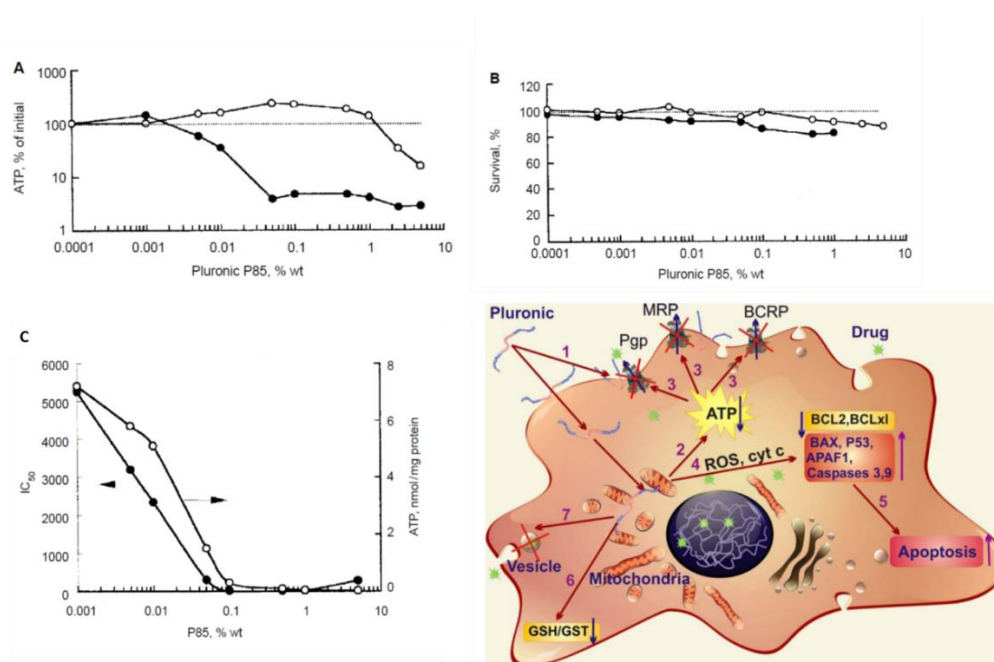 A
1000
100
10
1
ATP, % of initial
0.0001 0.001 0.01 0.1 1 10
Pluronic P85, % wt
B
120
100
80
60
40
20
0
Survival, %
0.0001 0.001 0.01 0.1 1 10
Pluronic P85, % wt
C
6000
5000
4000
3000
2000
1000
0
IC50
8
6
4
2
0
ATP, nmol/mg protein
0.001 0.01 0.1 1 10
P85, % wt
Pluronic
MRP
BCRP
Drug
Pgp
1
3
3
3
ATP
2
4
ROS, cyt c
BCL2,BCLxl
BAX, P53,
APAF1,
Caspases 3,9
5
7
Vesicle
Mitochondria
Apoptosis
6
GSH/GST